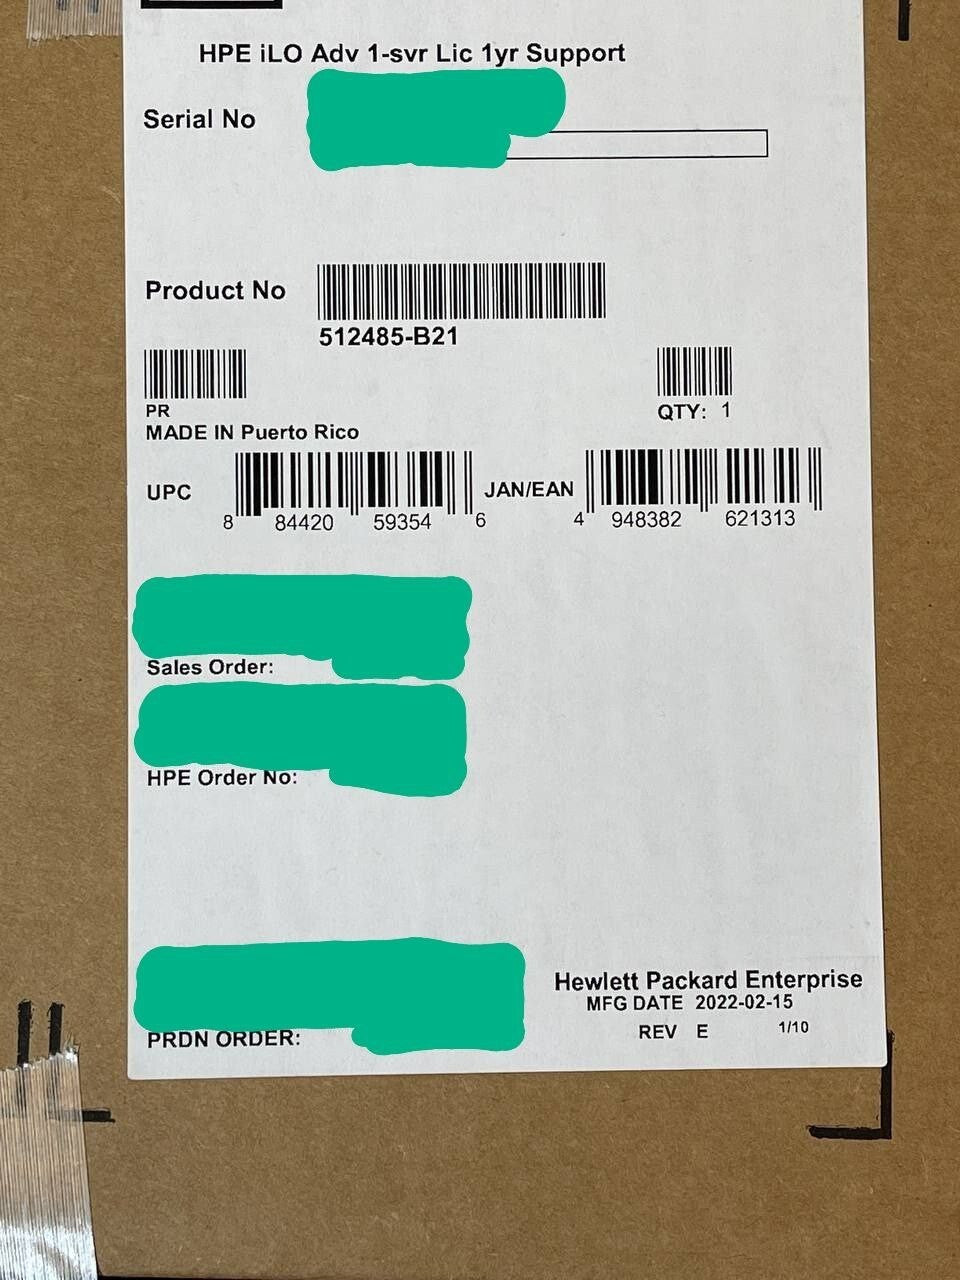 HPE iLO Adv 1-svr Lic 1yr Support
Serial No
Product No
512485-B21
PR
QTY: 1
MADE IN Puerto Rico
UPC
8 84420 59354 6
JAN/EAN
4 948382 621313
Sales Order:
HPE Order No:
Hewlett Packard Enterprise
MFG DATE 2022-02-15
PRDN ORDER:
REV E 1/10